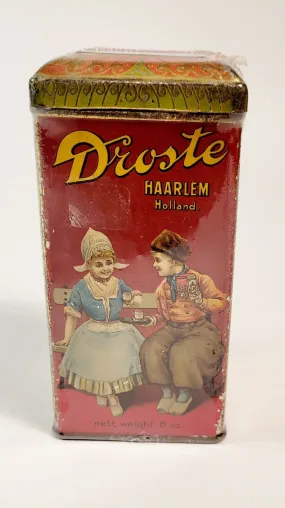 Droste
HAARLEM
Holland.
nett weight 8 oz.